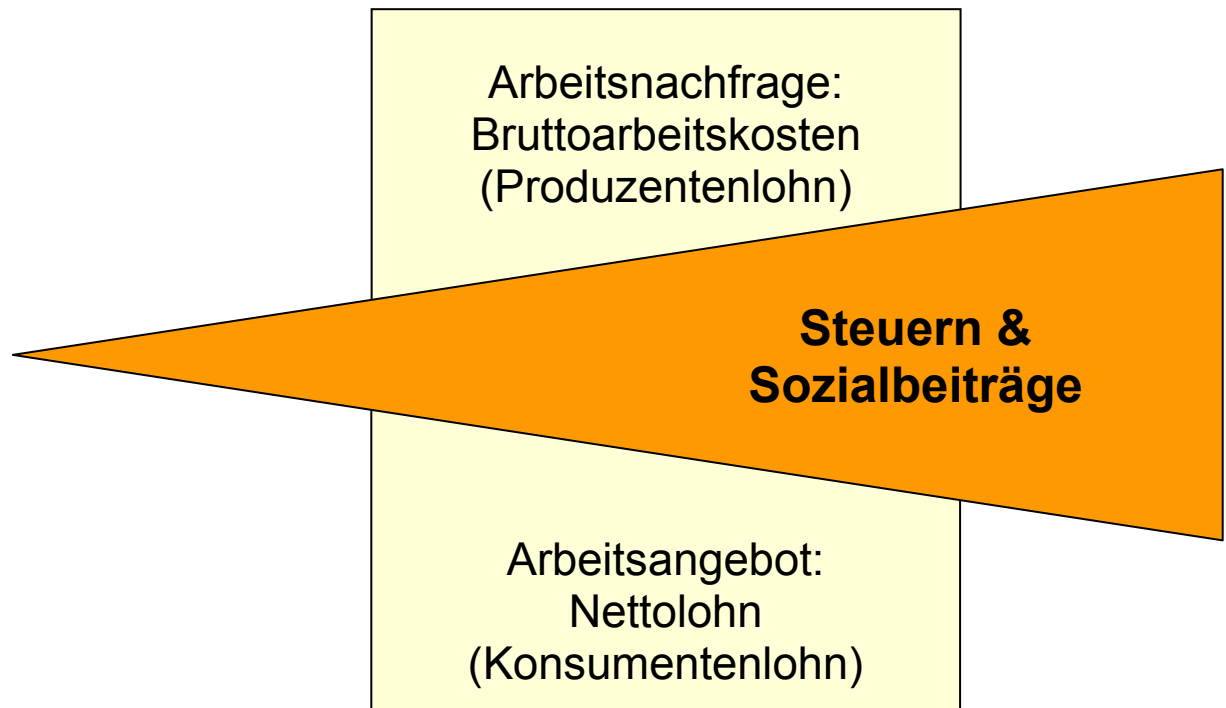 Arbeitsnachfrage:
Bruttoarbeitskosten
(Produzentenlohn)
Steuern &
Sozialbeiträge
Arbeitsangebot:
Nettolohn
(Konsumentenlohn)